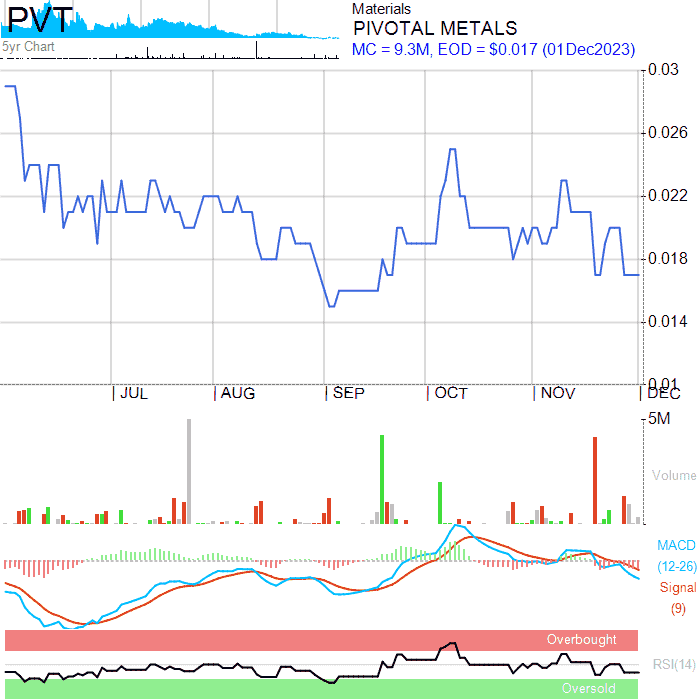 PVT
5yr Chart
Materials
PIVOTAL METALS
MC = 9.3M, EOD = $0.017 (01Dec2023)
0.03
0.026
0.022
0.018
0.014
0.01
JUL AUG SEP OCT NOV DEC
5M
Volume
MACD
(12-26)
Signal
(9)
Overbought
RSI(14)
Oversold